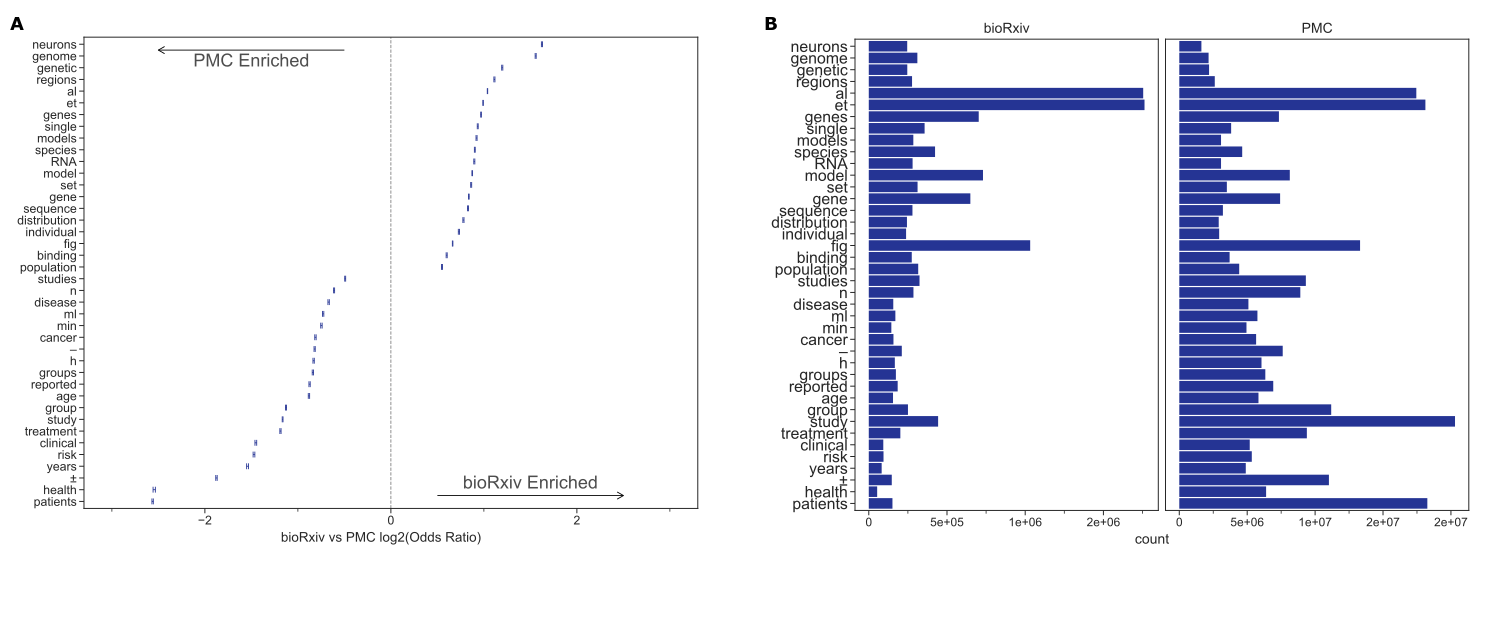 A
neurons
genome
genetic
regions
al
et
genes
single
models
species
RNA
model
set
gene
sequence
distribution
individual
fig
binding
population
studies
n
disease
ml
min
cancer
–
h
groups
reported
age
group
study
treatment
clinical
risk
years
±
health
patients
PMC Enriched
bioRxiv Enriched
−2
0
2
bioRxiv vs PMC log2(Odds Ratio)
B
bioRxiv
PMC
neurons
genome
genetic
regions
al
et
genes
single
models
species
RNA
model
set
gene
sequence
distribution
individual
fig
binding
population
studies
n
disease
ml
min
cancer
–
h
groups
reported
age
group
study
treatment
clinical
risk
years
±
health
patients
0
5e+05
1e+06
2e+06
0
5e+06
1e+07
2e+07
2e+07
count